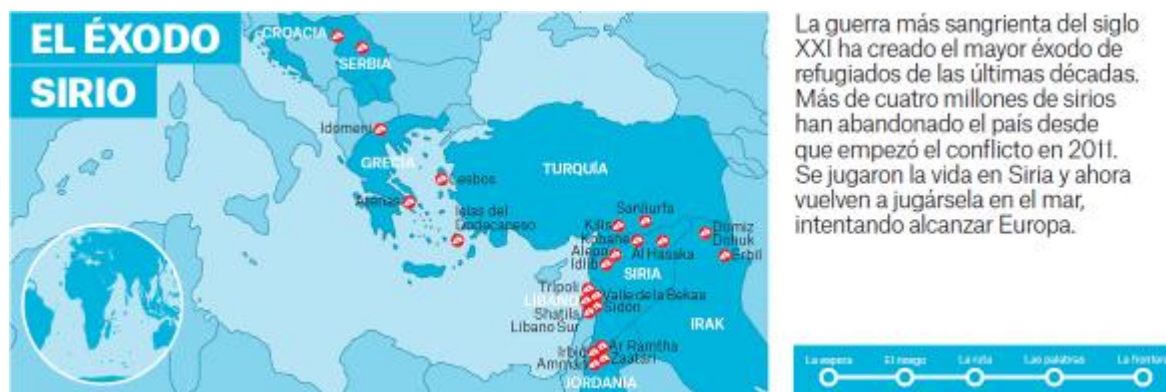 EL ÉXODO
SIRIO
CROACIA
SERBIA
Idomeni
GRECIA
Lesbos
Atenas
Islas del
Dodecaneso
TURQUÍA
Sanliurfa
Kilis
Kobane
Alepo
Idlib
Al Hasaka
Domiz
Dohuk
Erbil
SIRIA
Trípoli
LÍBANO
Valle de la Bekaa
Sidón
Shatila
Líbano Sur
IRAK
Irbid
Ar Ramtha
Ammán
Zaatari
JORDANIA
La guerra más sangrienta del siglo
XXI ha creado el mayor éxodo de
refugiados de las últimas décadas.
Más de cuatro millones de sirios
han abandonado el país desde
que empezó el conflicto en 2011.
Se jugaron la vida en Siria y ahora
vuelven a jugársela en el mar,
intentando alcanzar Europa.
La espera
El riesgo
La ruta
Las palabras
La frontera